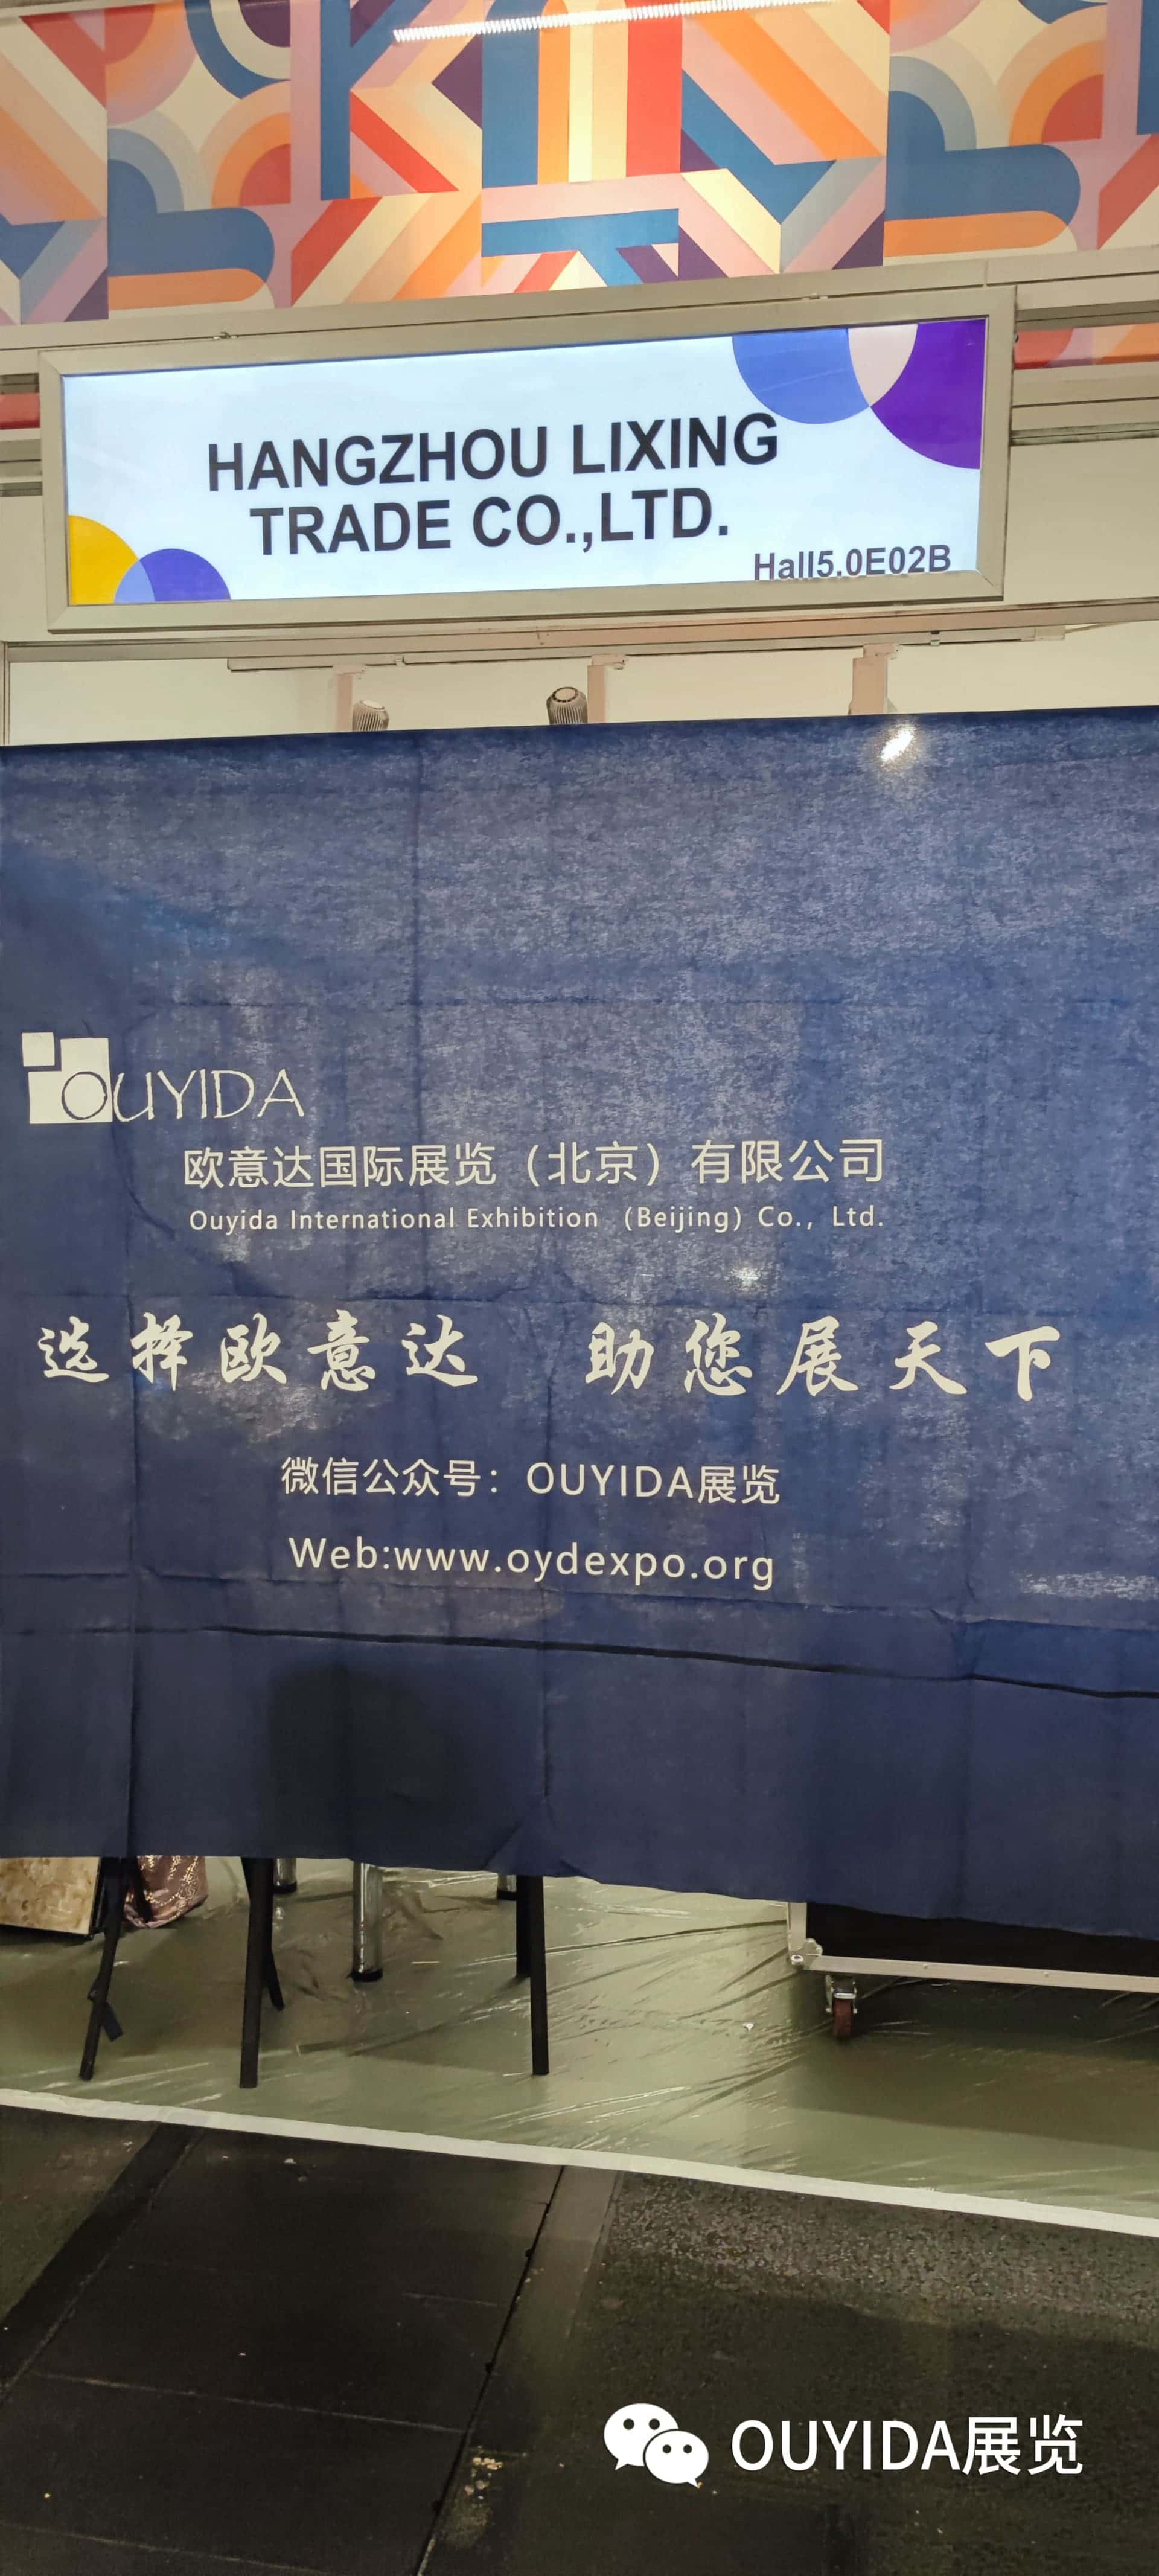 HANGZHOU LIXING
TRADE CO.,LTD.
Hall5.0E02B
OUYIDA
欧意达国际展览（北京）有限公司
Ouyida International Exhibition （Beijing）Co.，Ltd.
选择欧意达 助您展天下
微信公众号：OUYIDA展览
Web:www.oydexpo.org
OUYIDA展览